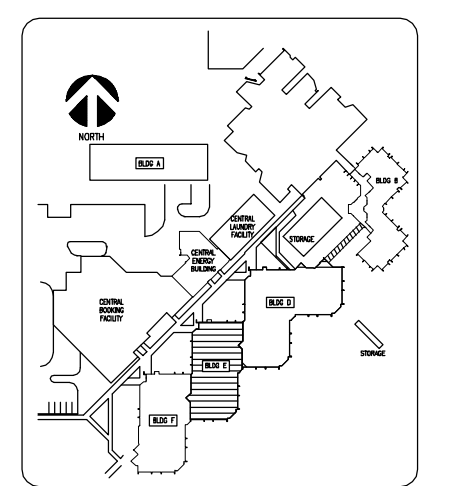 NORTH
BLDG A
BLDG B
CENTRAL
LAUNDRY
FACILITY
STORAGE
CENTRAL
ENERGY
BUILDING
CENTRAL
BOOKING
FACILITY
BLDG D
STORAGE
BLDG E
BLDG F